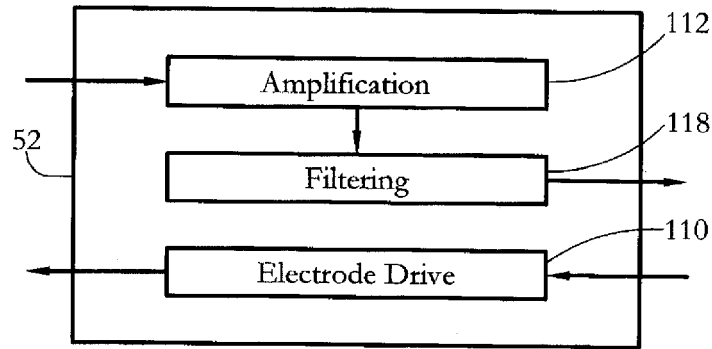 112
Amplification
118
52
Filtering
110
Electrode Drive